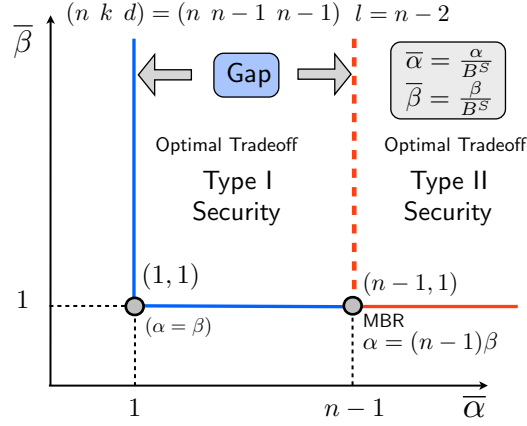 (n k d) = (n n−1 n−1) l = n−2
β̅
Gap
α̅ = α/B^S
β̅ = β/B^S
Optimal Tradeoff
Type I
Security
Optimal Tradeoff
Type II
Security
(1, 1)
(n−1, 1)
1
(α = β)
MBR
α = (n−1)β
1
n−1
α̅